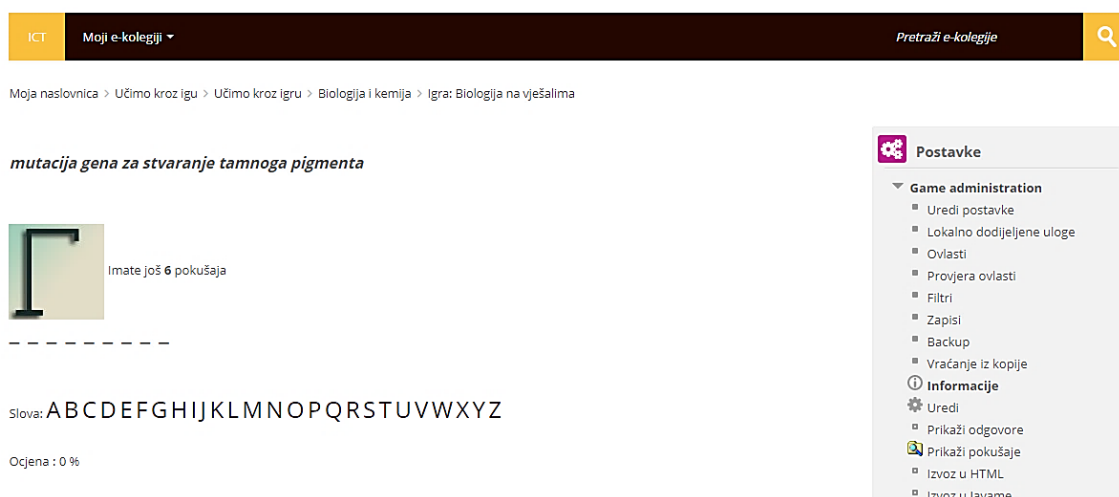 ICT Moji e-kolegiji Pretraži e-kolegije
Moja naslovnica > Učimo kroz igu > Učimo kroz igru > Biologija i kemija > Igra: Biologija na vješalima
mutacija gena za stvaranje tamnoga pigmenta
Imate još 6 pokušaja
_ _ _ _ _ _ _ _ _
Slova: A B C D E F G H I J K L M N O P Q R S T U V W X Y Z
Ocjena : 0 %
Postavke
Game administration
Uredi postavke
Lokalno dodijeljene uloge
Ovlasti
Provjera ovlasti
Filtri
Zapisi
Backup
Vraćanje iz kopije
Informacije
Uredi
Prikaži odgovore
Prikaži pokušaje
Izvoz u HTML
Izvoz u Javame